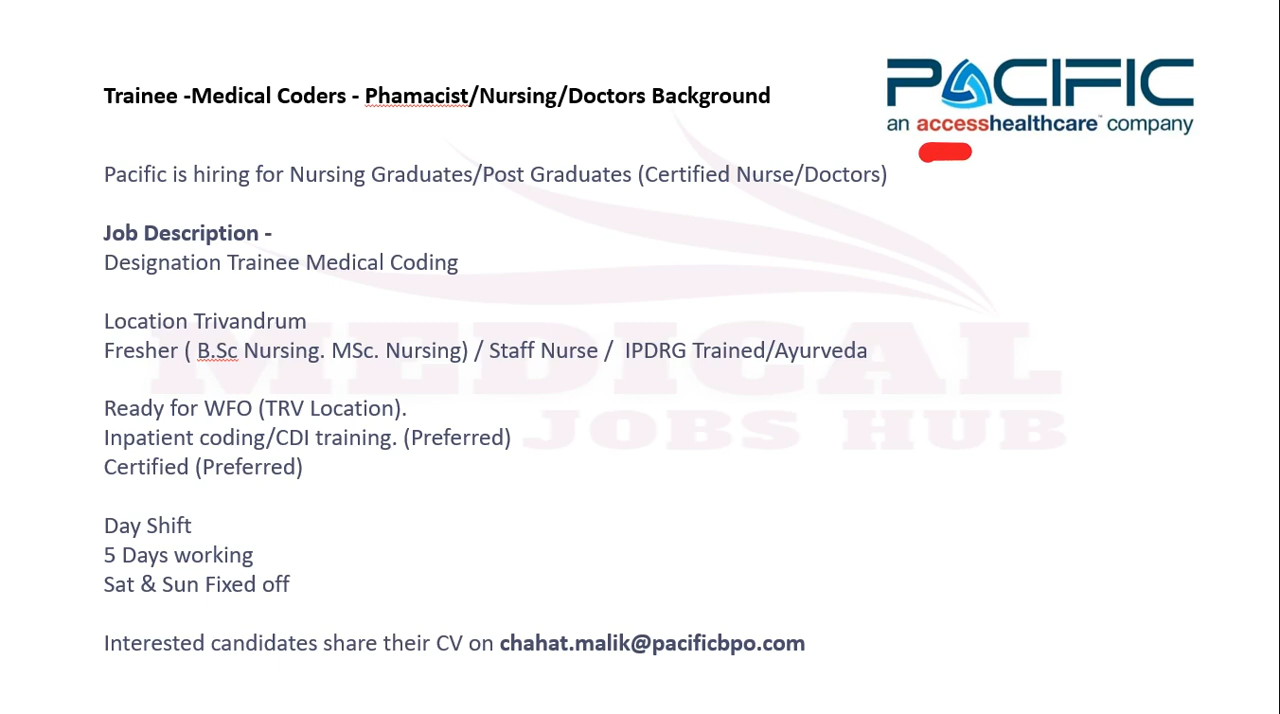 PACIFIC
an accesshealthcare™ company
Trainee -Medical Coders - Phamacist/Nursing/Doctors Background
Pacific is hiring for Nursing Graduates/Post Graduates (Certified Nurse/Doctors)
Job Description -
Designation Trainee Medical Coding
Location Trivandrum
Fresher ( B.Sc Nursing. MSc. Nursing) / Staff Nurse /  IPDRG Trained/Ayurveda
MEDICAL
JOBS HUB
Ready for WFO (TRV Location).
Inpatient coding/CDI training. (Preferred)
Certified (Preferred)
Day Shift
5 Days working
Sat & Sun Fixed off
Interested candidates share their CV on chahat.malik@pacificbpo.com